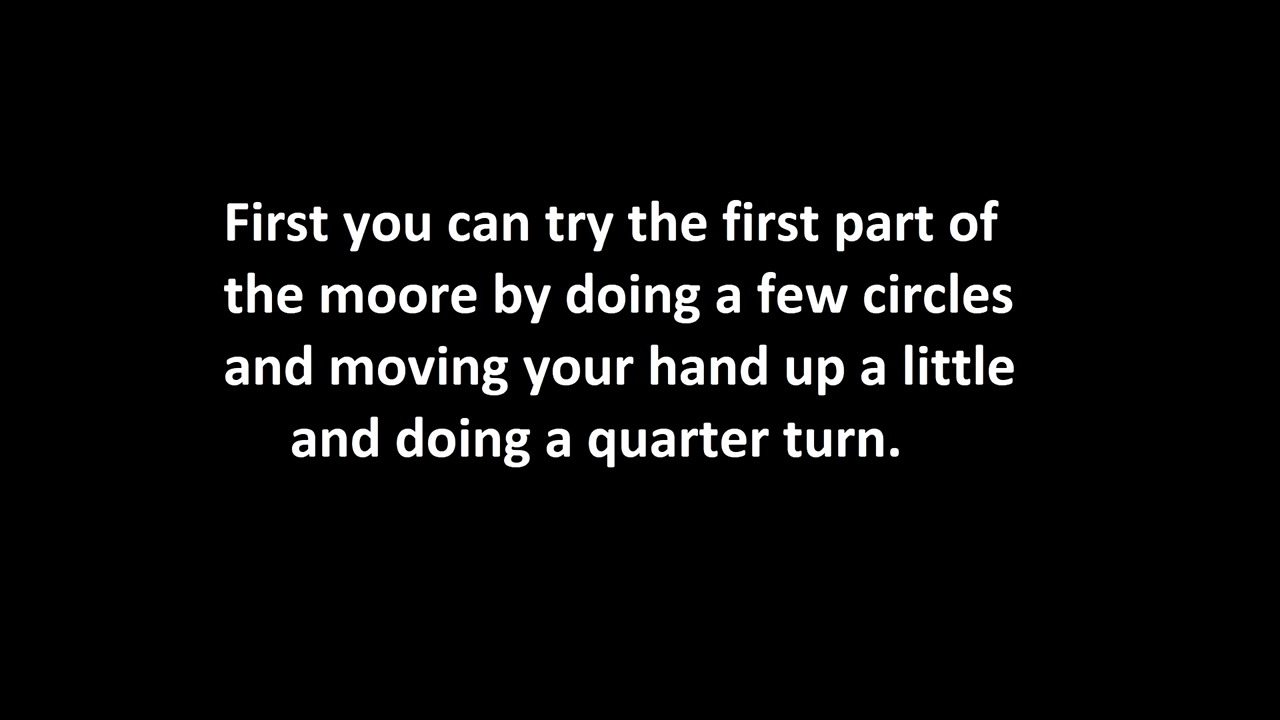 First you can try the first part of
the moore by doing a few circles
and moving your hand up a little
and doing a quarter turn.